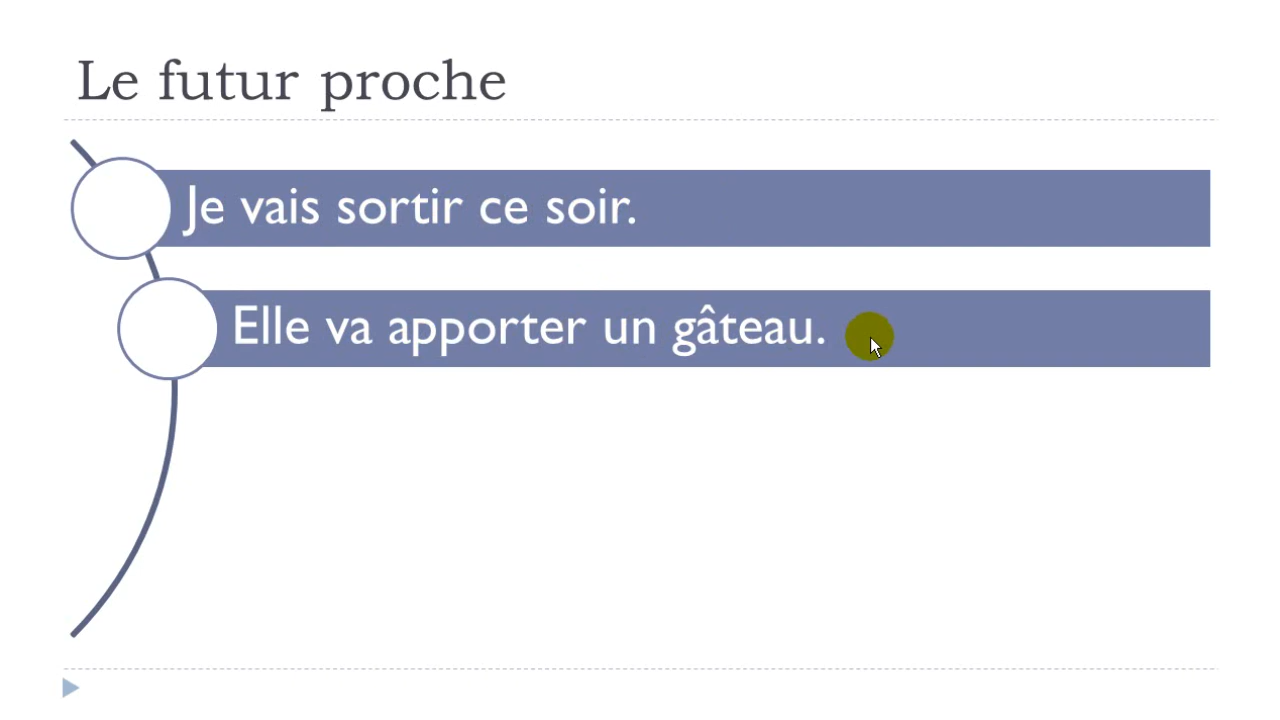 Le futur proche
Je vais sortir ce soir.
Elle va apporter un gâteau.